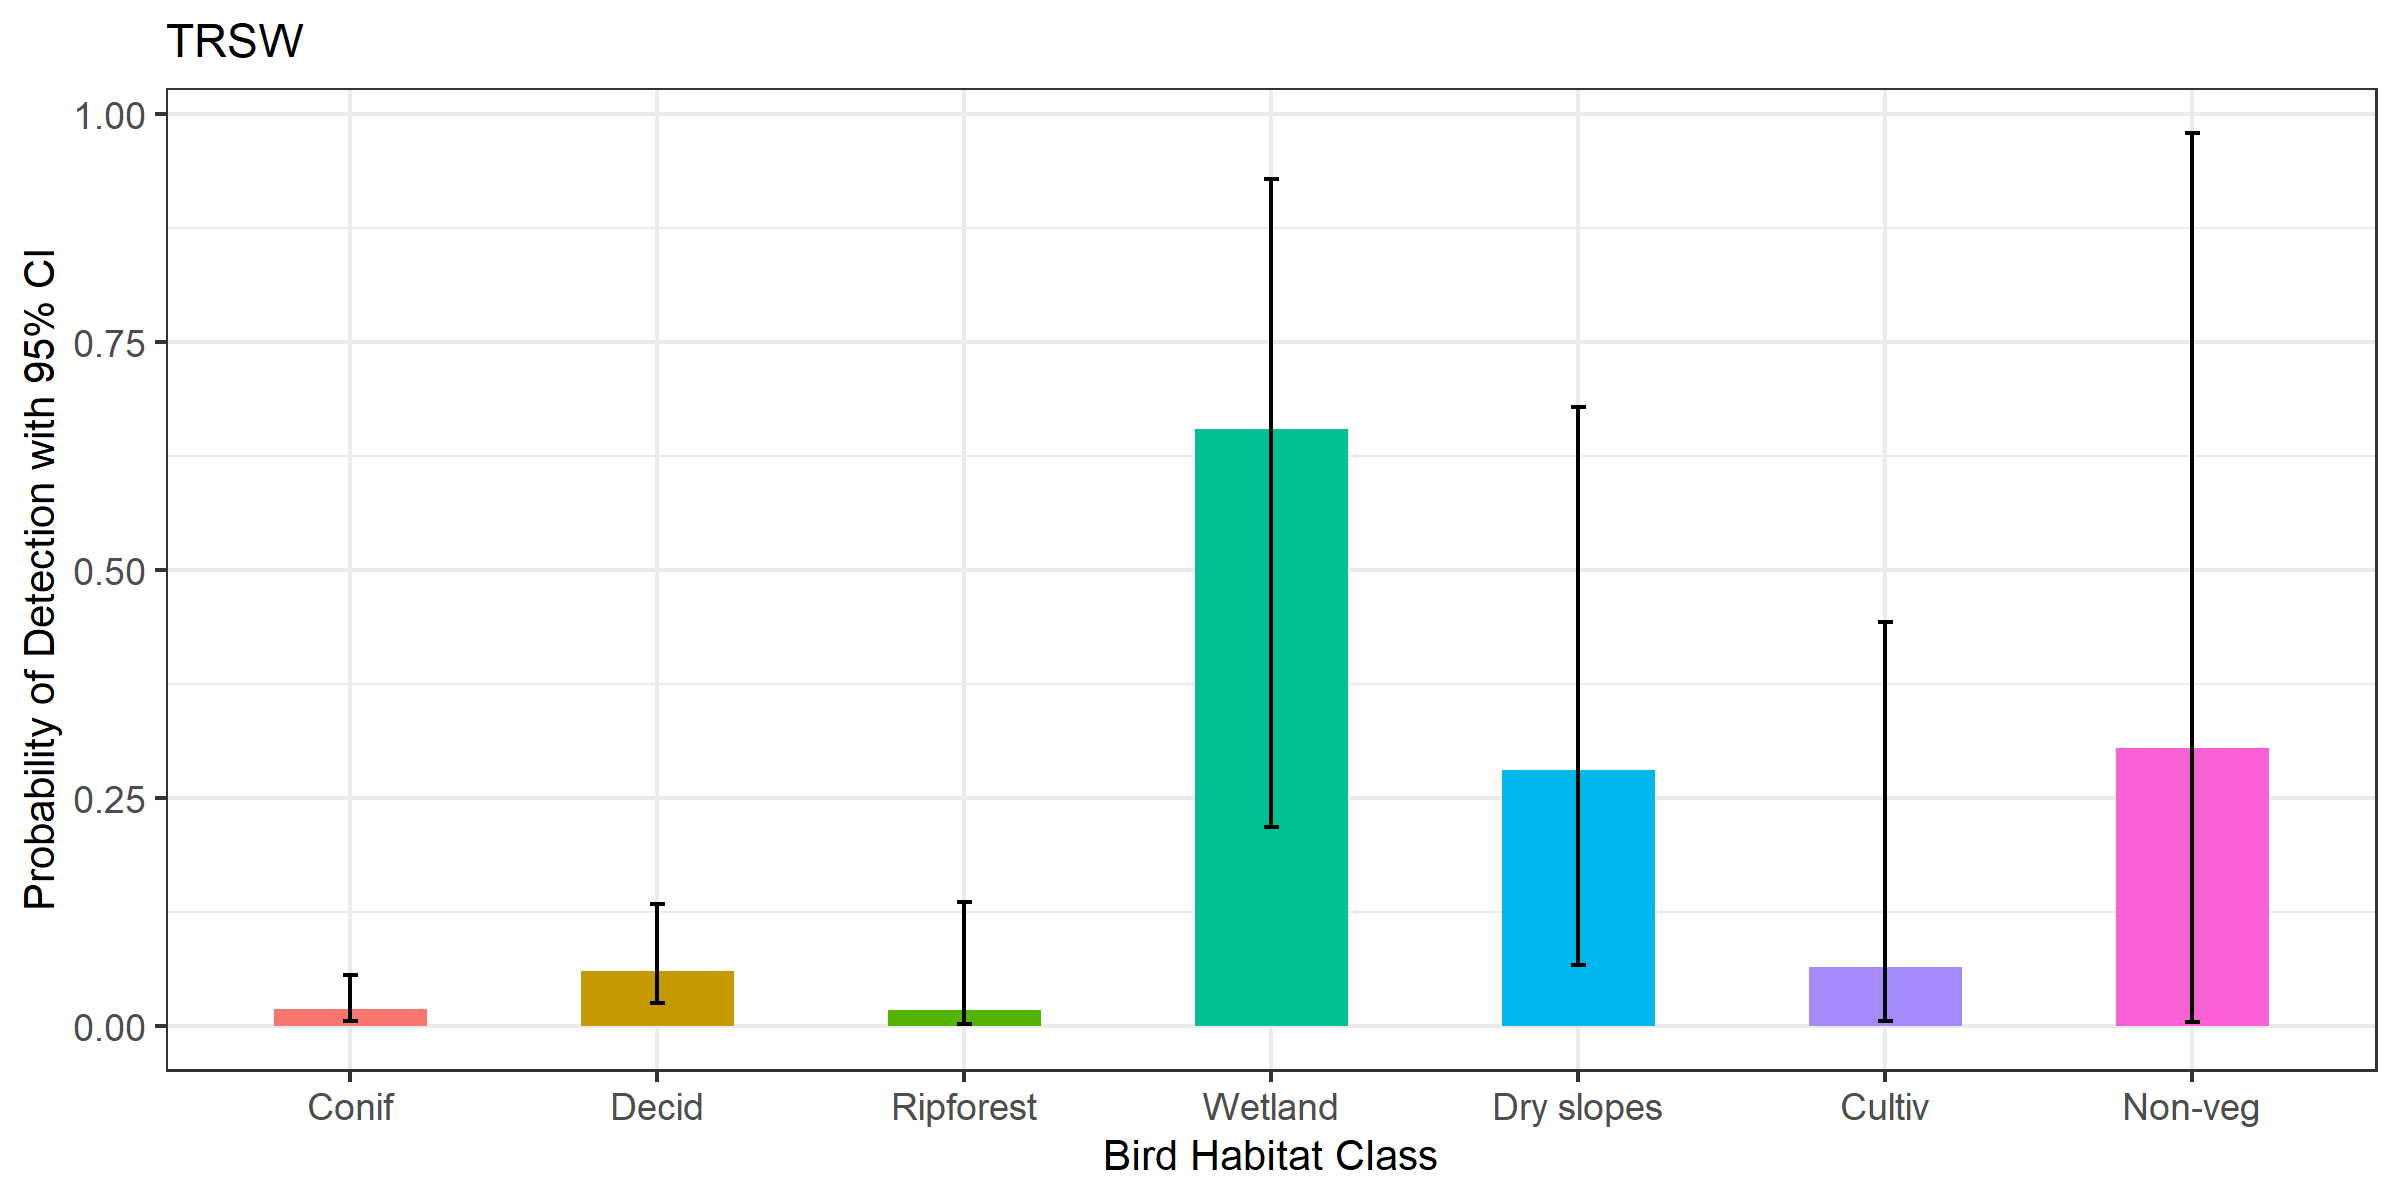 TRSW
Probability of Detection with 95% CI
1.00
0.75
0.50
0.25
0.00
Conif Decid Ripforest Wetland Dry slopes Cultiv Non-veg
Bird Habitat Class